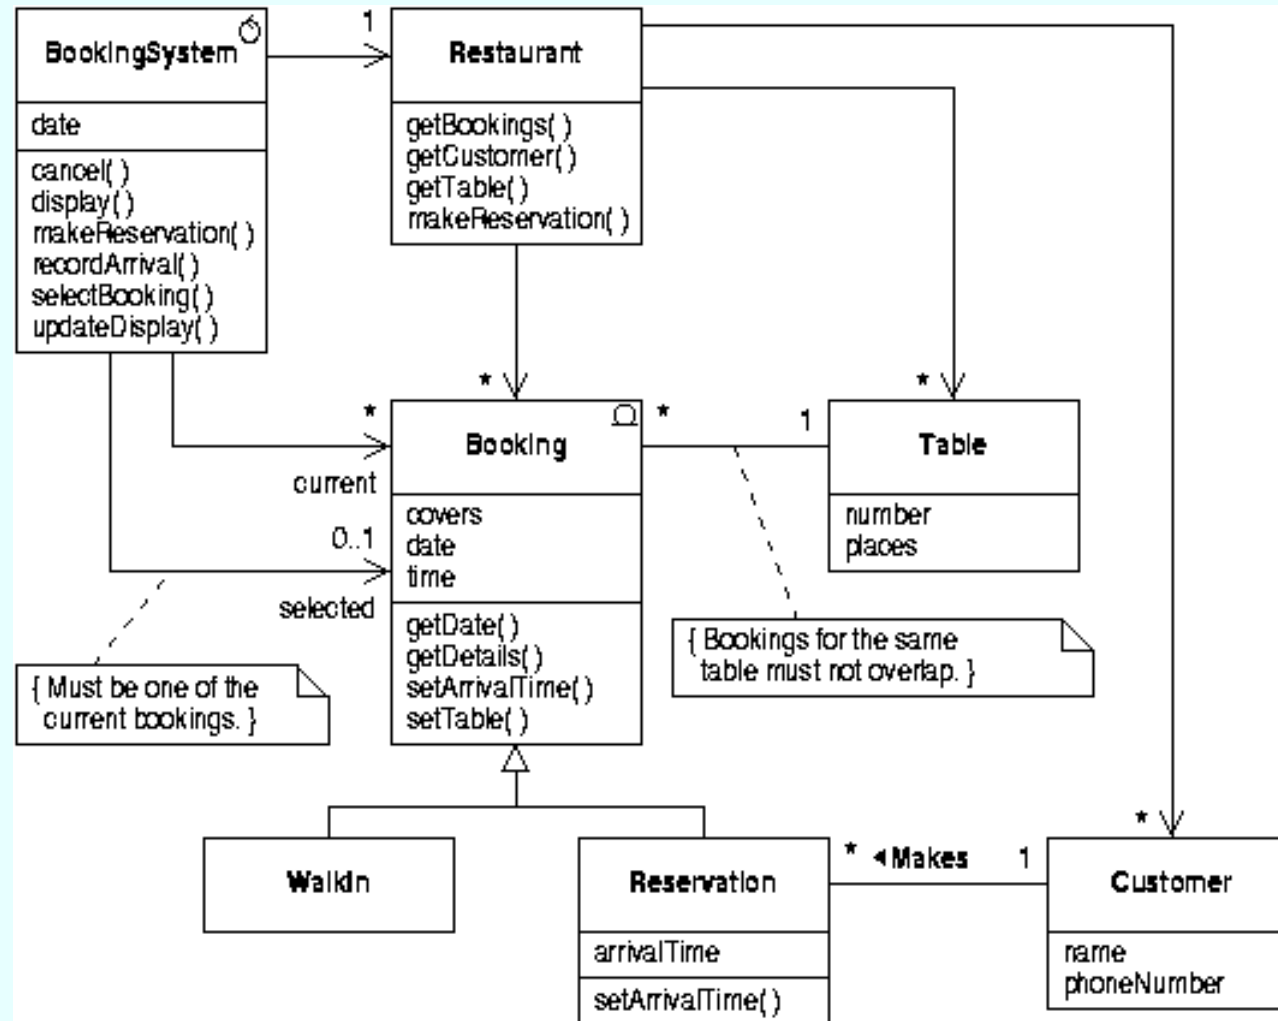 BookingSystem
date
cancel( )
display( )
makeReservation( )
recordArrival( )
selectBooking( )
updateDisplay( )
1
Restaurant
getBookings( )
getCustomer( )
getTable( )
makeReservation( )
*
*
*
current
0..1
selected
Booking
covers
date
time
getDate( )
getDetails( )
setArrivalTime( )
setTable( )
*
1
Table
number
places
{ Must be one of the
current bookings. }
{ Bookings for the same
table must not overlap. }
WalkIn
Reservation
arrivalTime
setArrivalTime( )
* ◄Makes 1
*
Customer
name
phoneNumber